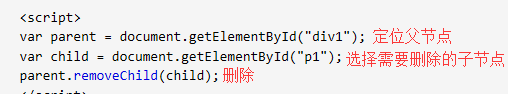 <script>
var parent = document.getElementById("div1"); 定位父节点
var child = document.getElementById("p1"); 选择需要删除的子节点
parent.removeChild(child); 删除
</script>